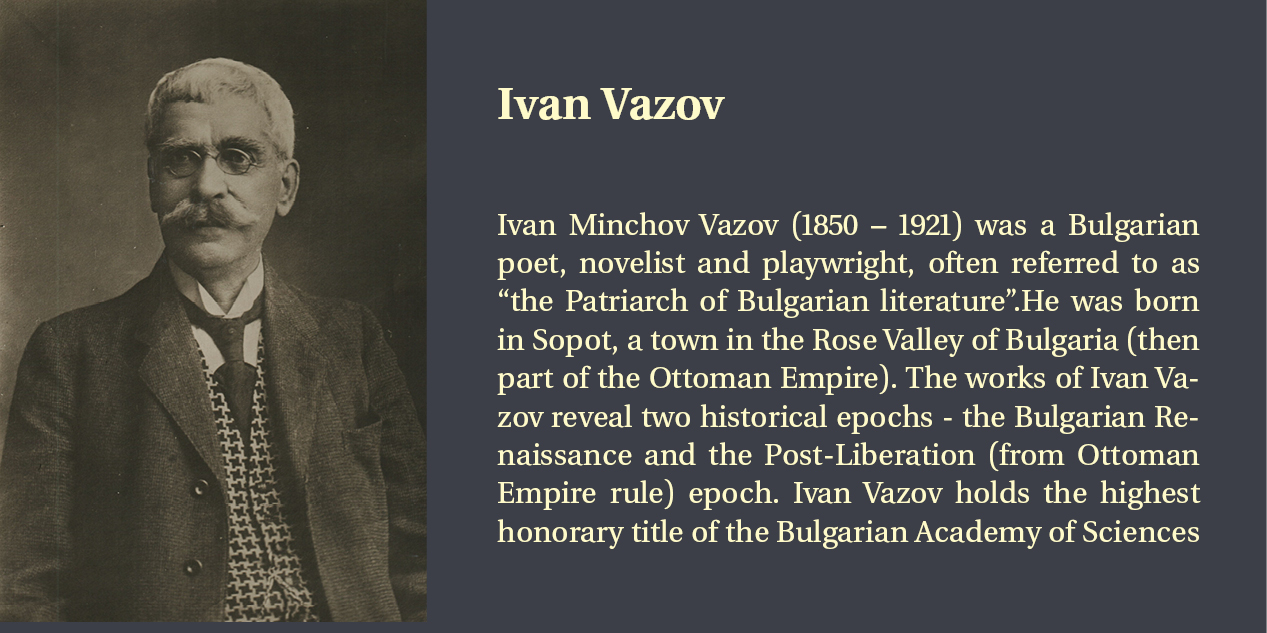 Ivan Vazov
Ivan Minchov Vazov (1850 – 1921) was a Bulgarian
poet, novelist and playwright, often referred to as
“the Patriarch of Bulgarian literature”.He was born
in Sopot, a town in the Rose Valley of Bulgaria (then
part of the Ottoman Empire). The works of Ivan Va-
zov reveal two historical epochs - the Bulgarian Re-
naissance and the Post-Liberation (from Ottoman
Empire rule) epoch. Ivan Vazov holds the highest
honorary title of the Bulgarian Academy of Sciences